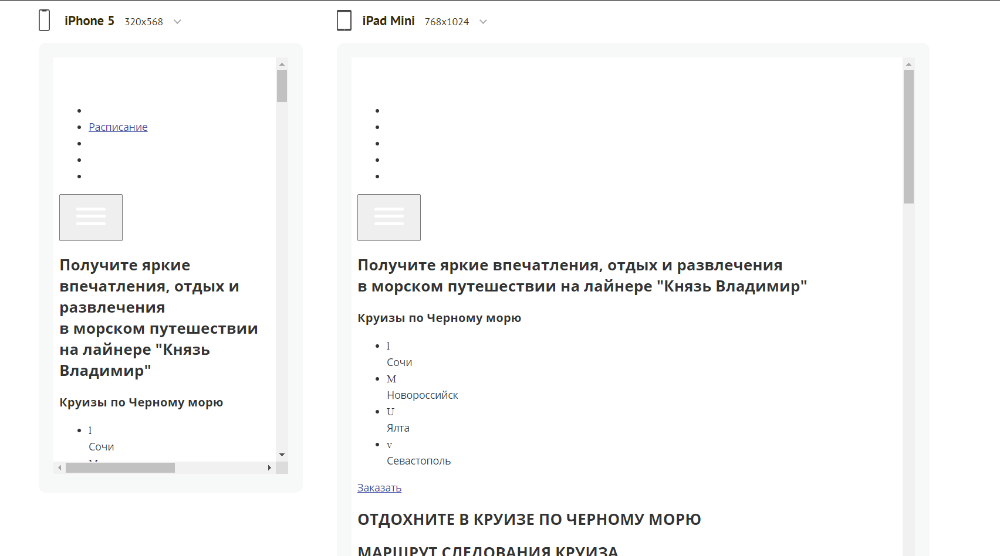 iPhone 5 320x568
Расписание
Получите яркие
впечатления, отдых и
развлечения
в морском путешествии
на лайнере "Князь
Владимир"
Круизы по Черному морю
l
Сочи
iPad Mini 768x1024
Получите яркие впечатления, отдых и развлечения
в морском путешествии на лайнере "Князь Владимир"
Круизы по Черному морю
l
Сочи
M
Новороссийск
U
Ялта
v
Севастополь
Заказать
ОТДОХНИТЕ В КРУИЗЕ ПО ЧЕРНОМУ МОРЮ
МАРШРУТ СЛЕДОВАНИЯ КРУИЗА